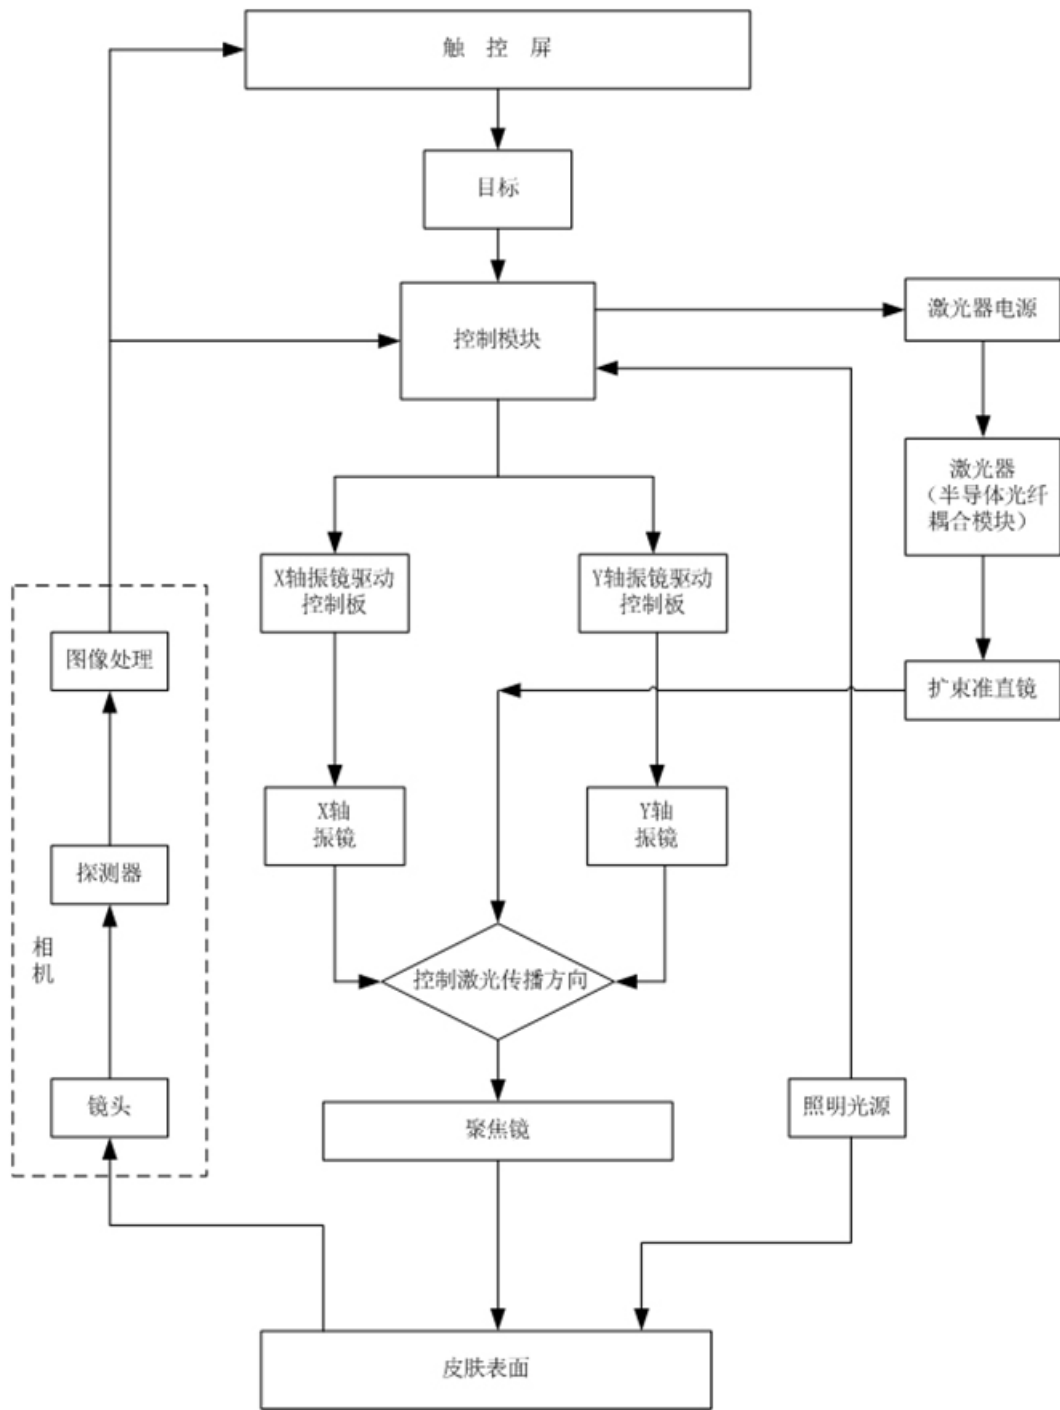 触 控 屏
目标
控制模块
激光器电源
激光器
（半导体光纤
耦合模块）
X轴振镜驱动
控制板
Y轴振镜驱动
控制板
图像处理
扩束准直镜
X轴
振镜
Y轴
振镜
探测器
相
机
控制激光传播方向
镜头
聚焦镜
照明光源
皮肤表面